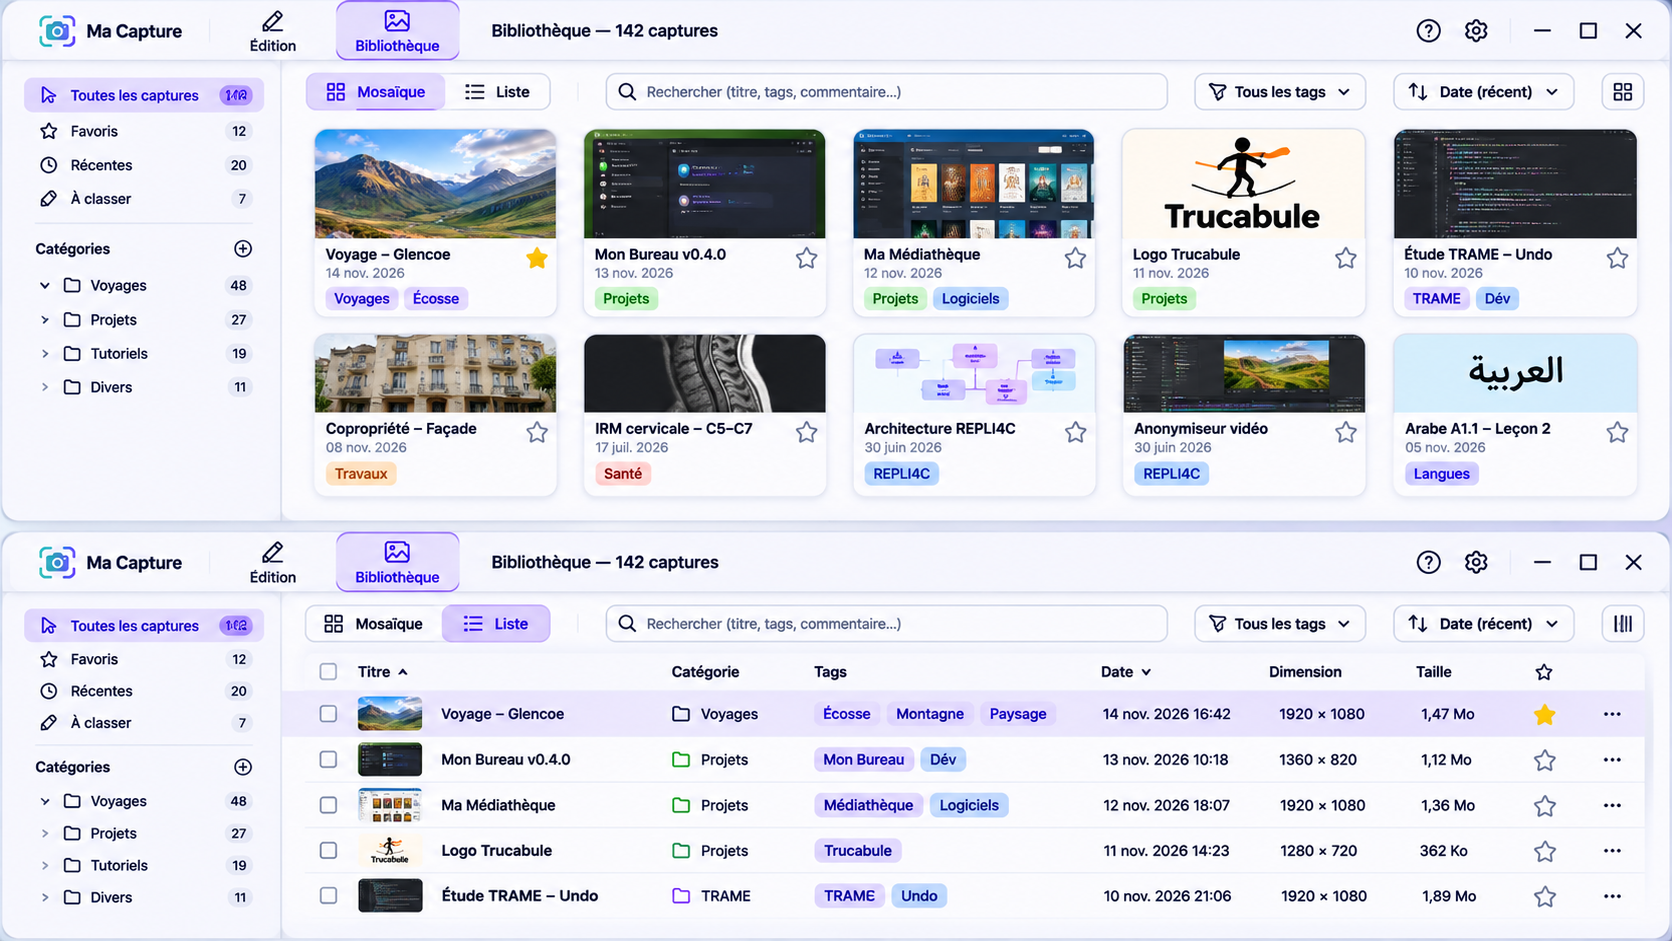 Ma Capture
Édition
Bibliothèque
Bibliothèque — 142 captures
Toutes les captures
Favoris 12
Récentes 20
À classer 7
Catégories
Voyages 48
Projets 27
Tutoriels 19
Divers 11
Mosaïque Liste Rechercher (titre, tags, commentaire...) Tous les tags Date (récent)
Voyage – Glencoe
14 nov. 2026
Voyages Écosse
Mon Bureau v0.4.0
13 nov. 2026
Projets
Ma Médiathèque
12 nov. 2026
Projets Logiciels
Trucabule
Logo Trucabule
11 nov. 2026
Projets
Étude TRAME – Undo
10 nov. 2026
TRAME Dév
Copropriété – Façade
08 nov. 2026
Travaux
IRM cervicale – C5–C7
17 juil. 2026
Santé
Architecture REPLI4C
30 juin 2026
REPLI4C
Anonymiseur vidéo
30 juin 2026
REPLI4C
العربية
Arabe A1.1 – Leçon 2
05 nov. 2026
Langues
Ma Capture
Édition
Bibliothèque
Bibliothèque — 142 captures
Toutes les captures
Favoris 12
Récentes 20
À classer 7
Catégories
Voyages 48
Projets 27
Tutoriels 19
Divers 11
Mosaïque Liste Rechercher (titre, tags, commentaire...) Tous les tags Date (récent)
Titre Catégorie Tags Date Dimension Taille
Voyage – Glencoe Voyages Écosse Montagne Paysage 14 nov. 2026 16:42 1920 × 1080 1,47 Mo
Mon Bureau v0.4.0 Projets Mon Bureau Dév 13 nov. 2026 10:18 1360 × 820 1,12 Mo
Ma Médiathèque Projets Médiathèque Logiciels 12 nov. 2026 18:07 1920 × 1080 1,36 Mo
Logo Trucabule Projets Trucabule 11 nov. 2026 14:23 1280 × 720 362 Ko
Étude TRAME – Undo TRAME TRAME Undo 10 nov. 2026 21:06 1920 × 1080 1,89 Mo